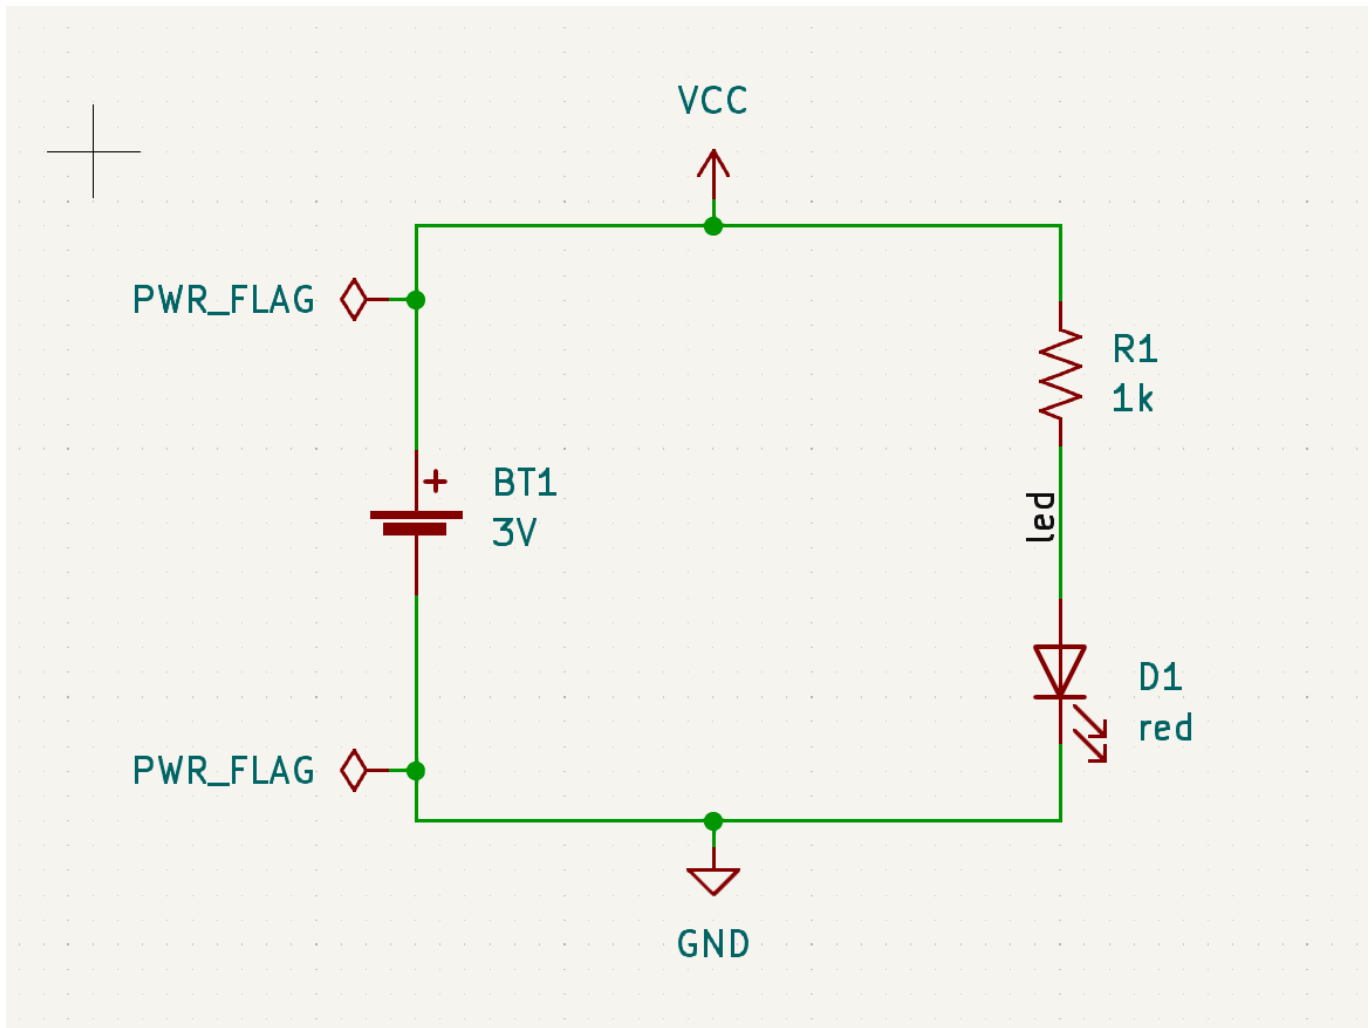 VCC
PWR_FLAG
R1
1k
BT1
3V
led
D1
red
PWR_FLAG
GND